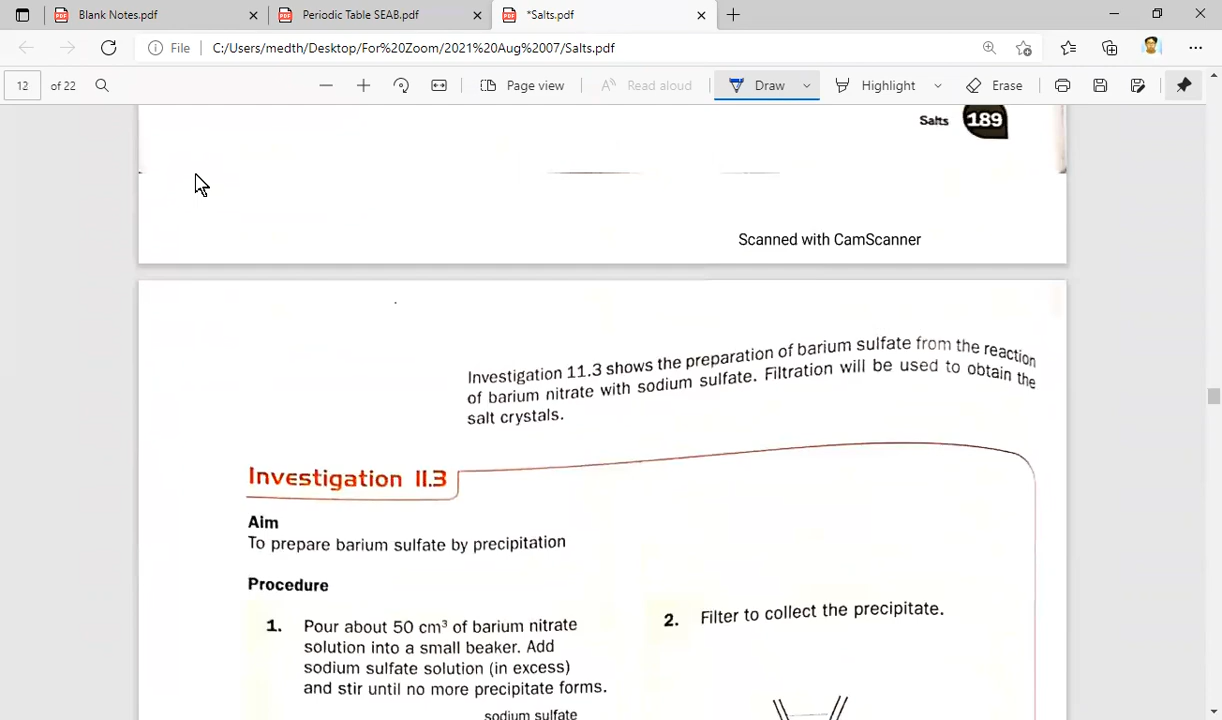 Blank Notes.pdf
Periodic Table SEAB.pdf
*Salts.pdf
File
C:/Users/medth/Desktop/For%20Zoom/2021%20Aug%2007/Salts.pdf
12 of 22
Page view
Read aloud
Draw
Highlight
Erase
Salts 189
Scanned with CamScanner
Investigation 11.3 shows the preparation of barium sulfate from the reaction
of barium nitrate with sodium sulfate. Filtration will be used to obtain the
salt crystals.
Investigation 11.3
Aim
To prepare barium sulfate by precipitation
Procedure
1. Pour about 50 cm³ of barium nitrate
solution into a small beaker. Add
sodium sulfate solution (in excess)
and stir until no more precipitate forms.
sodium sulfate
2. Filter to collect the precipitate.